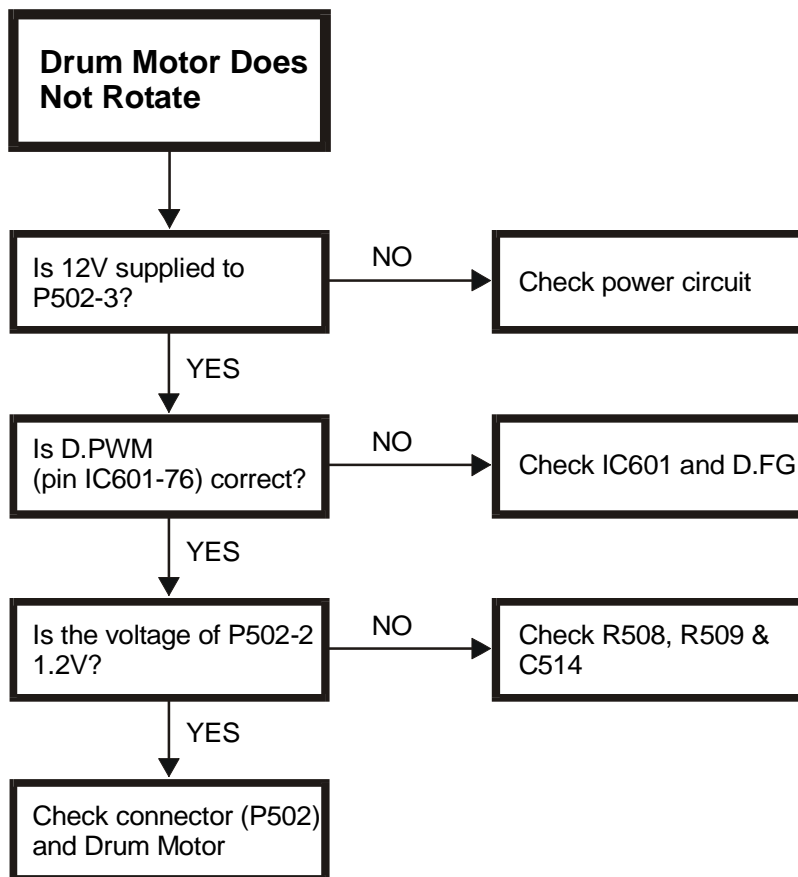 Drum Motor Does
Not Rotate
Is 12V supplied to
P502-3?
NO
Check power circuit
YES
Is D.PWM
(pin IC601-76) correct?
NO
Check IC601 and D.FG
YES
Is the voltage of P502-2
1.2V?
NO
Check R508, R509 &
C514
YES
Check connector (P502)
and Drum Motor